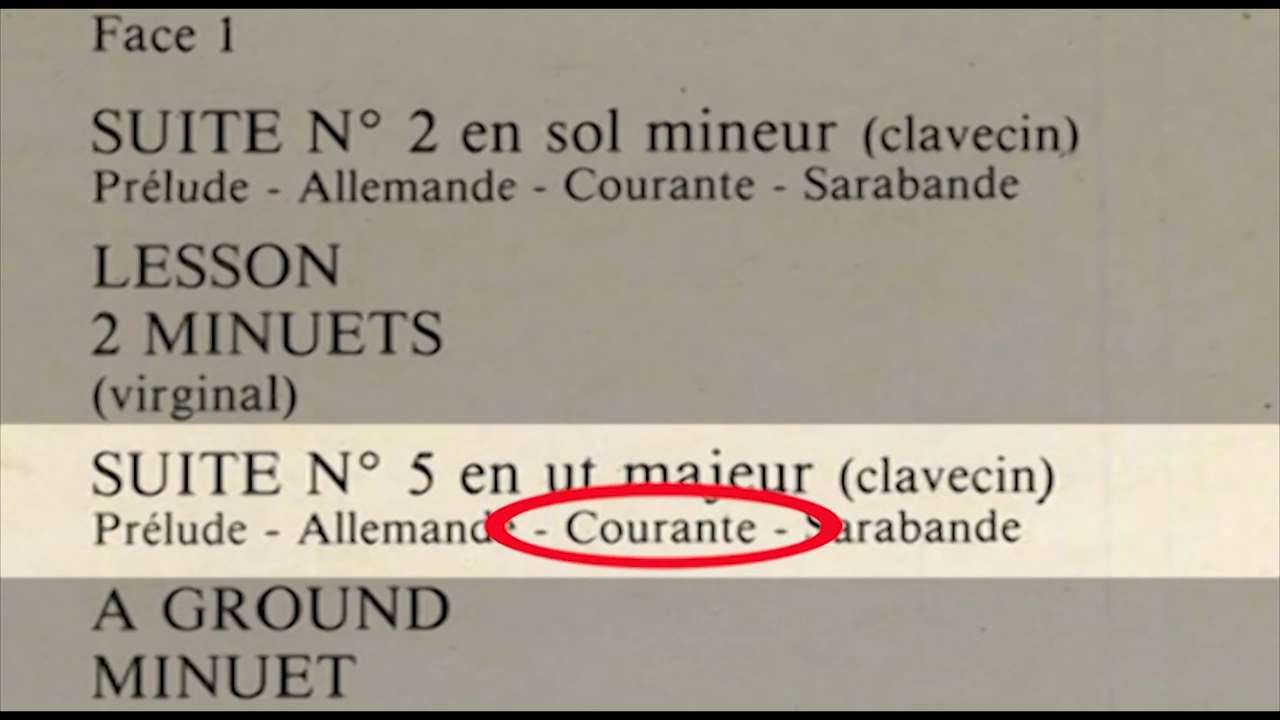 Face 1
SUITE N° 2 en sol mineur (clavecin)
Prélude - Allemande - Courante - Sarabande
LESSON
2 MINUETS
(virginal)
SUITE N° 5 en ut majeur (clavecin)
Prélude - Allemande - Courante - Sarabande
A GROUND
MINUET